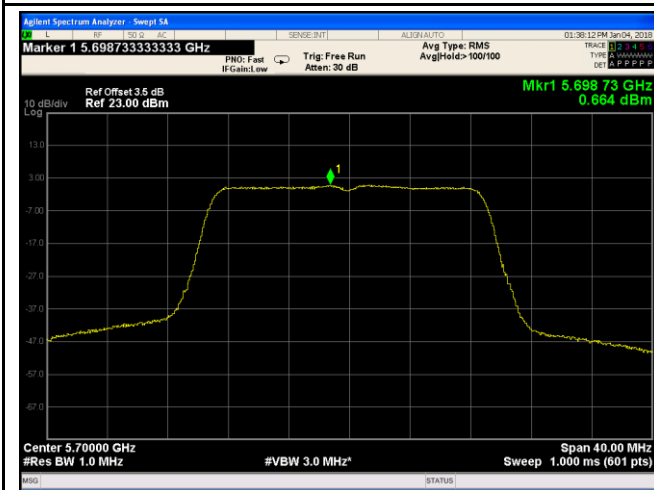 Agilent Spectrum Analyzer - Swept SA
L RF 50 Ω AC SENSE:INT ALIGNAUTO 01:38:12 PM Jan 04, 2018
Marker 1 5.698733333333 GHz
PNO: Fast
IFGain:Low
Trig: Free Run
Atten: 30 dB
Avg Type: RMS
Avg|Hold:>100/100
TRACE 1 2 3 4 5 6
TYPE A WWWWW
DET A P P P P P
Ref Offset 3.5 dB
Ref 23.00 dBm
10 dB/div
Log
Mkr1 5.698 73 GHz
0.664 dBm
1
13.0
3.00
-7.00
-17.0
-27.0
-37.0
-47.0
-57.0
-67.0
Center 5.70000 GHz
#Res BW 1.0 MHz
#VBW 3.0 MHz*
Span 40.00 MHz
Sweep 1.000 ms (601 pts)
MSG STATUS